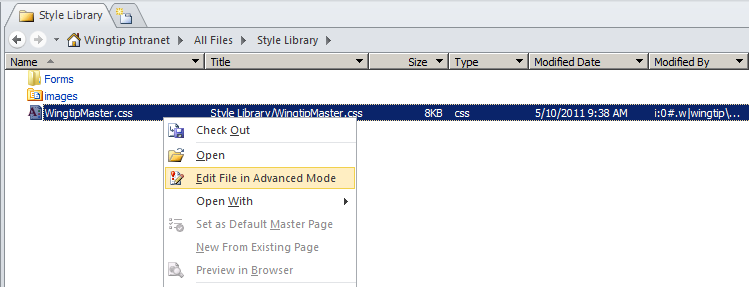 Style Library
Wingtip Intranet All Files Style Library
Name Title Size Type Modified Date Modified By
Forms
images
WingtipMaster.css Style Library/WingtipMaster.css 8KB css 5/10/2011 9:38 AM i:0#.w|wingtip\...
Check Out
Open
Edit File in Advanced Mode
Open With
Set as Default Master Page
New From Existing Page
Preview in Browser